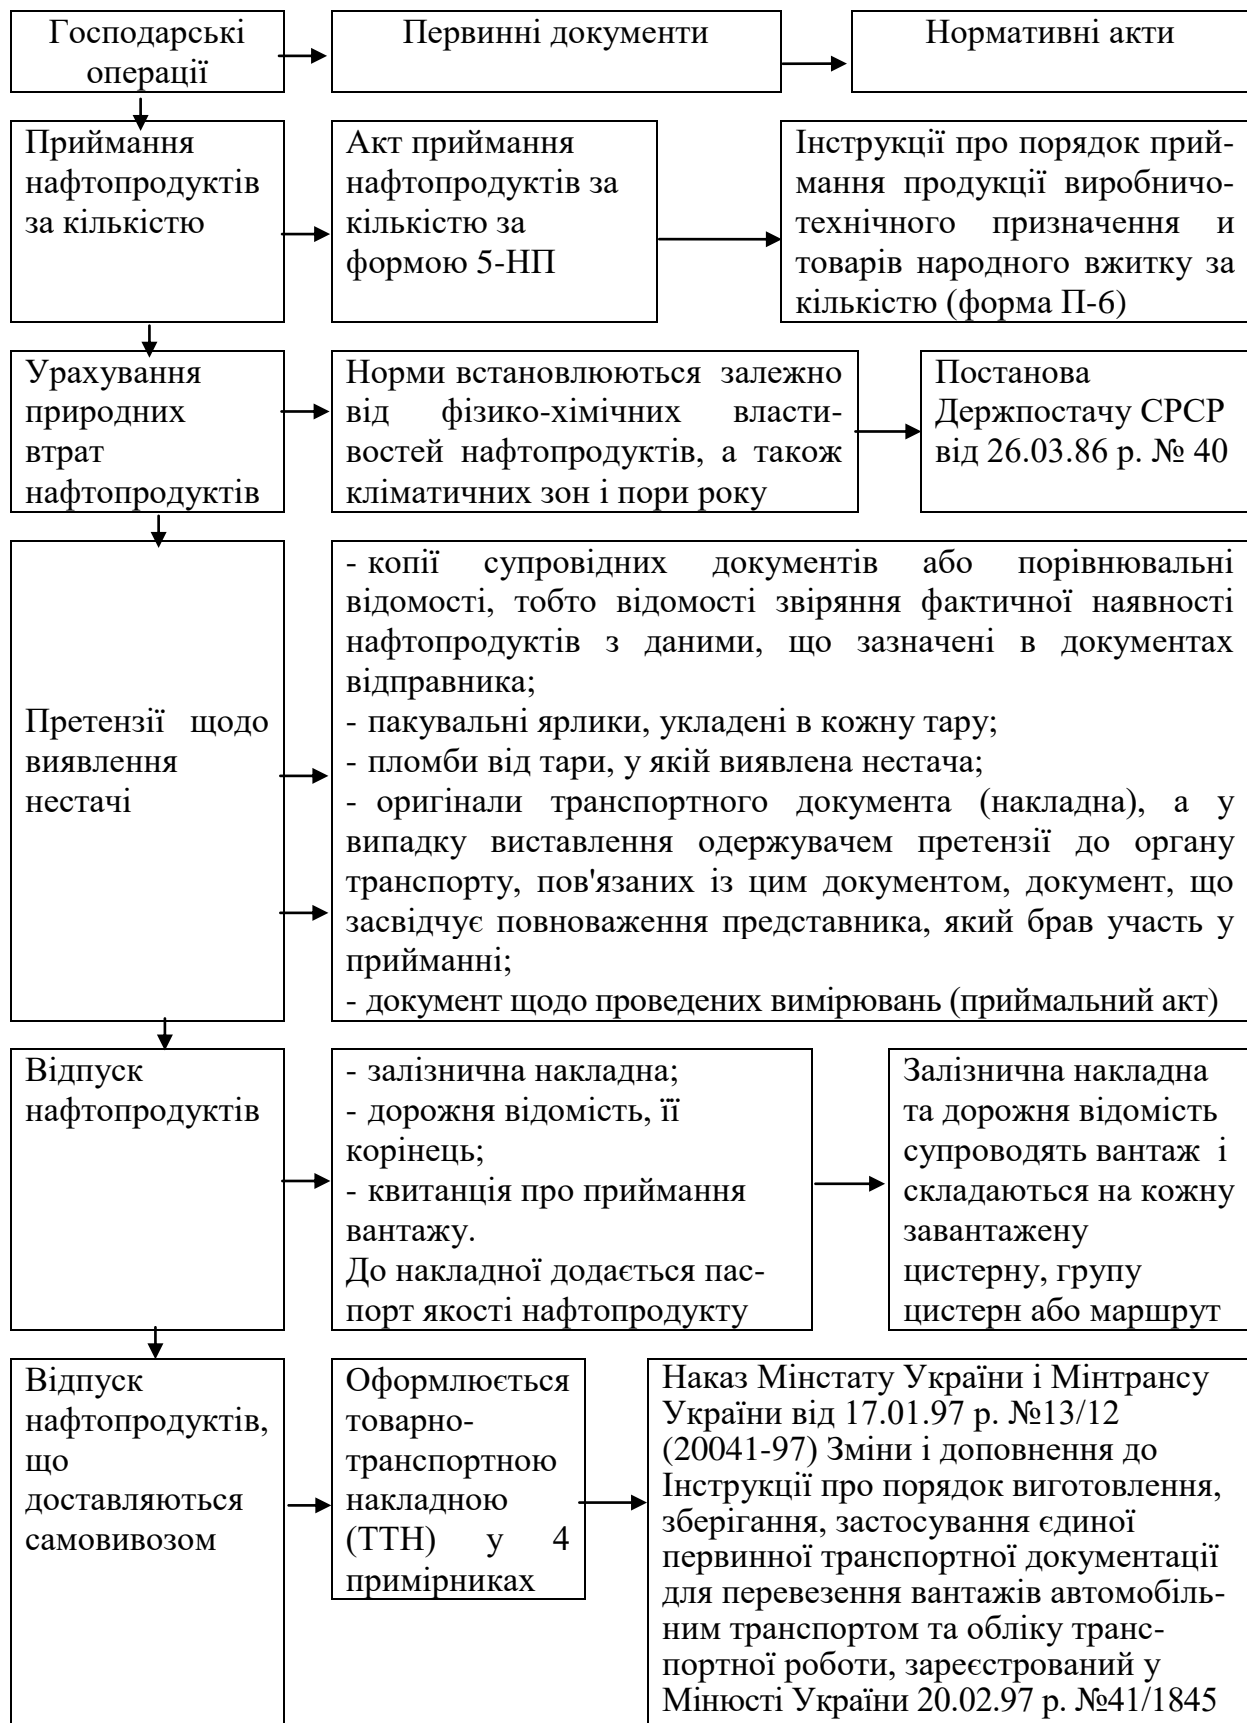 Господарські
операції
Первинні документи
Нормативні акти
Приймання
нафтопродуктів
за кількістю
Акт приймання
нафтопродуктів за
кількістю за
формою 5-НП
Інструкції про порядок прий-
мання продукції виробничо-
технічного призначення и
товарів народного вжитку за
кількістю (форма П-6)
Урахування
природних
втрат
нафтопродуктів
Норми встановлюються залежно
від фізико-хімічних власти-
востей нафтопродуктів, а також
кліматичних зон і пори року
Постанова
Держпостачу СРСР
від 26.03.86 р. № 40
Претензії щодо
виявлення
нестачі
- копії супровідних документів або порівнювальні
відомості, тобто відомості звіряння фактичної наявності
нафтопродуктів з даними, що зазначені в документах
відправника;
- пакувальні ярлики, укладені в кожну тару;
- пломби від тари, у якій виявлена нестача;
- оригінали транспортного документа (накладна), а у
випадку виставлення одержувачем претензії до органу
транспорту, пов'язаних із цим документом, документ, що
засвідчує повноваження представника, який брав участь у
прийманні;
- документ щодо проведених вимірювань (приймальний акт)
Відпуск
нафтопродуктів
- залізнична накладна;
- дорожня відомість, її
корінець;
- квитанція про приймання
вантажу.
До накладної додається пас-
порт якості нафтопродукту
Залізнична накладна
та дорожня відомість
супроводять вантаж і
складаються на кожну
завантажену
цистерну, групу
цистерн або маршрут
Відпуск
нафтопродуктів,
що
доставляються
самовивозом
Оформлюється
товарно-
транспортною
накладною
(ТТН) у 4
примірниках
Наказ Мінстату України і Мінтрансу
України від 17.01.97 р. №13/12
(20041-97) Зміни і доповнення до
Інструкції про порядок виготовлення,
зберігання, застосування єдиної
первинної транспортної документації
для перевезення вантажів автомобіль-
ним транспортом та обліку транс-
портної роботи, зареєстрований у
Мінюсті України 20.02.97 р. №41/1845